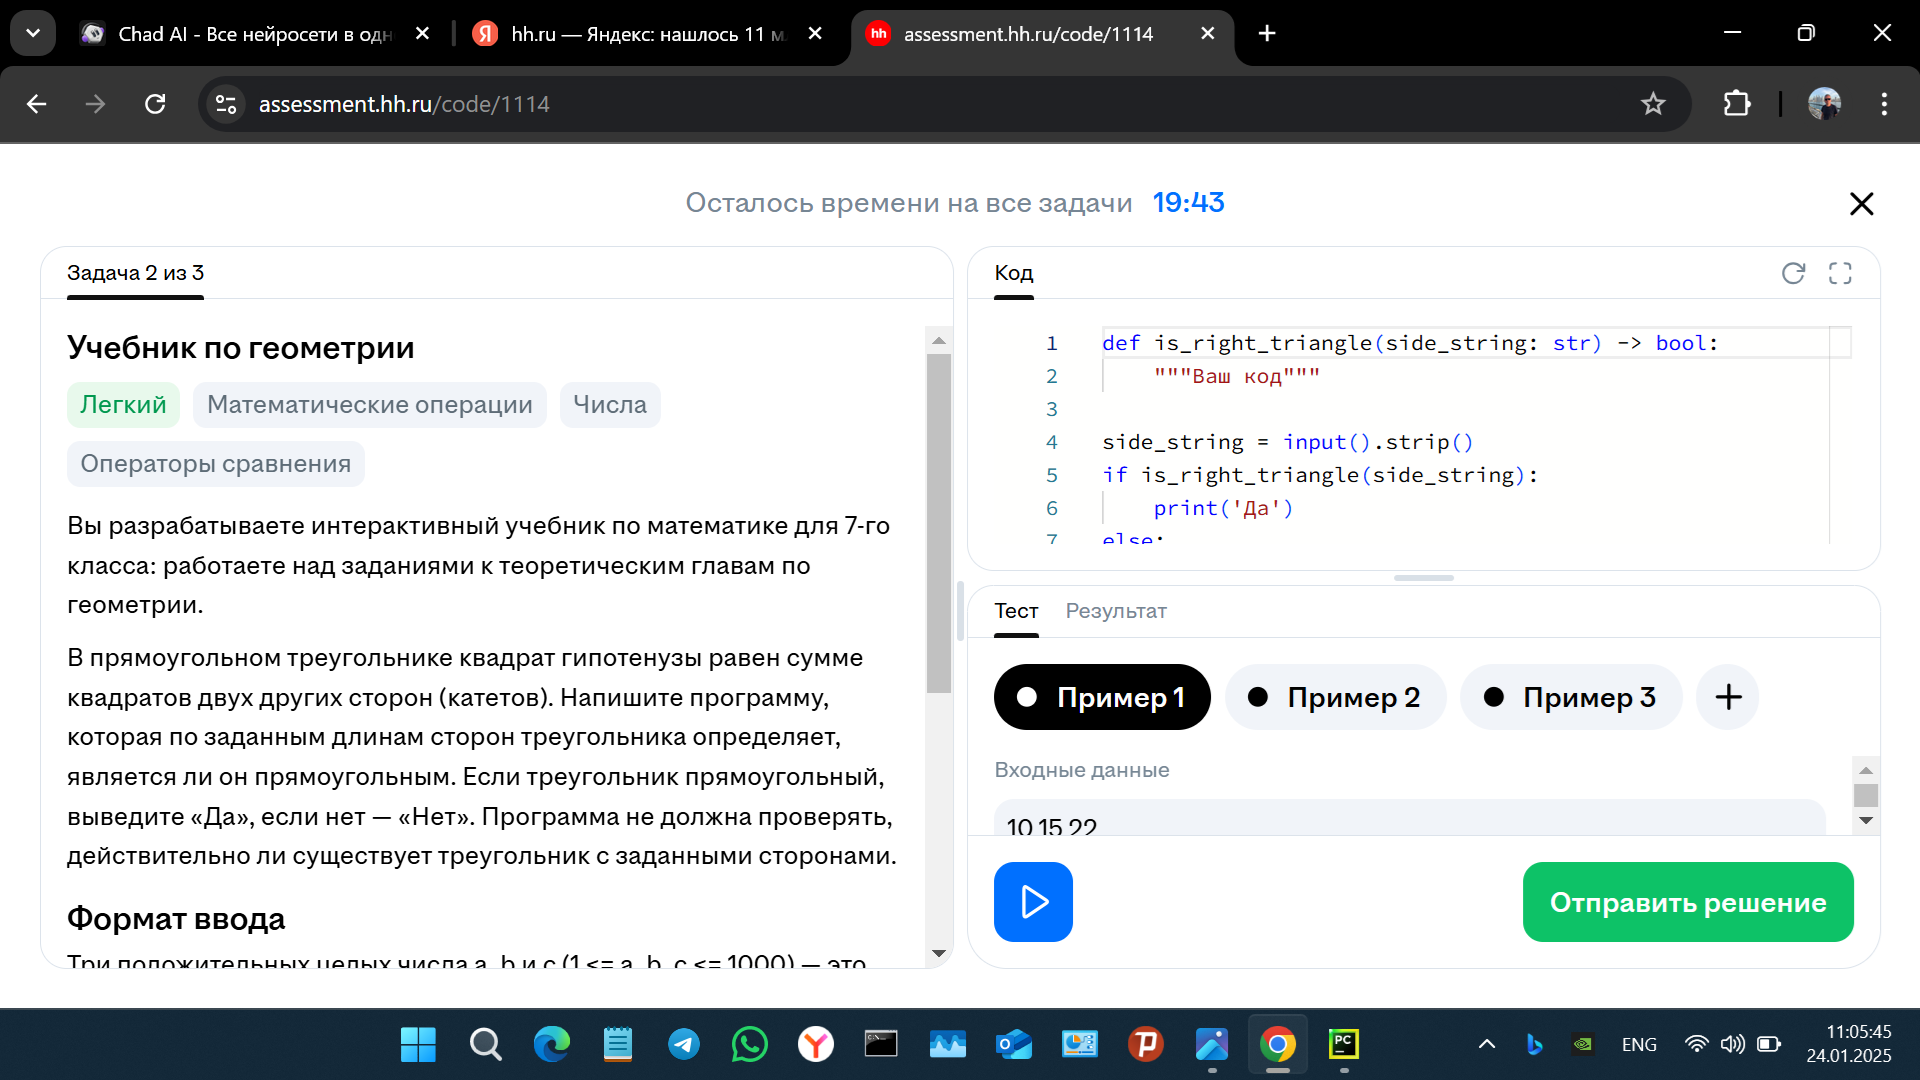 Chad AI - Все нейросети в одн
hh.ru — Яндекс: нашлось 11 м
assessment.hh.ru/code/1114
assessment.hh.ru/code/1114
Осталось времени на все задачи 19:43
Задача 2 из 3
Учебник по геометрии
Легкий
Математические операции
Числа
Операторы сравнения
Вы разрабатываете интерактивный учебник по математике для 7-го
класса: работаете над заданиями к теоретическим главам по
геометрии.
В прямоугольном треугольнике квадрат гипотенузы равен сумме
квадратов двух других сторон (катетов). Напишите программу,
которая по заданным длинам сторон треугольника определяет,
является ли он прямоугольным. Если треугольник прямоугольный,
выведите «Да», если нет — «Нет». Программа не должна проверять,
действительно ли существует треугольник с заданными сторонами.
Формат ввода
Три положительных целых числа a, b и c (1 <= a, b, c <= 1000) — это
Код
1 def is_right_triangle(side_string: str) -> bool:
2     """Ваш код"""
3
4 side_string = input().strip()
5 if is_right_triangle(side_string):
6     print('Да')
7 else:
Тест
Результат
Пример 1
Пример 2
Пример 3
Входные данные
10 15 22
Отправить решение
ENG
11:05:45
24.01.2025